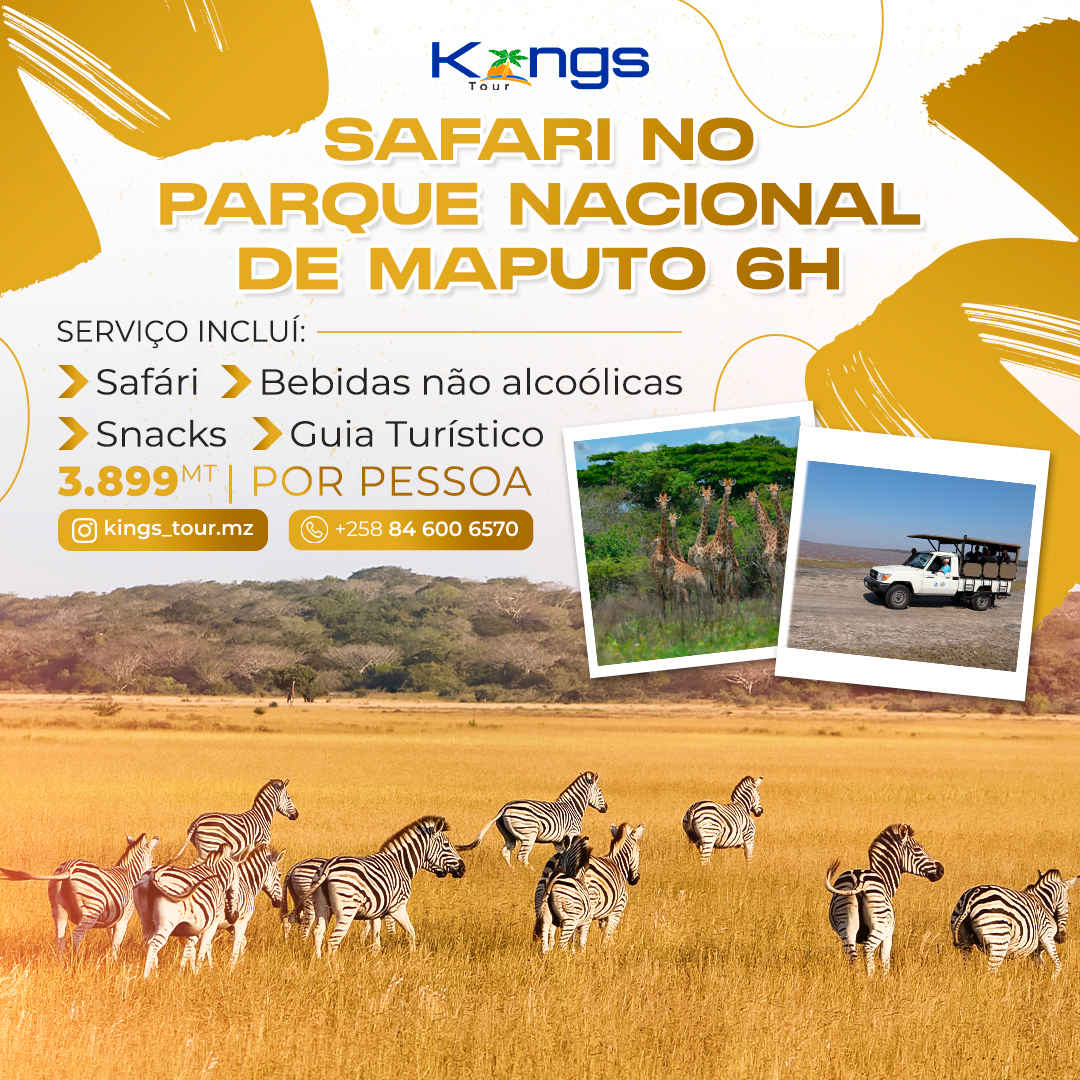 Kings
Tour
SAFARI NO
PARQUE NACIONAL
DE MAPUTO 6H
SERVIÇO INCLUÍ:
Safári Bebidas não alcoólicas
Snacks Guia Turístico
3.899MT | POR PESSOA
kings_tour.mz +258 84 600 6570